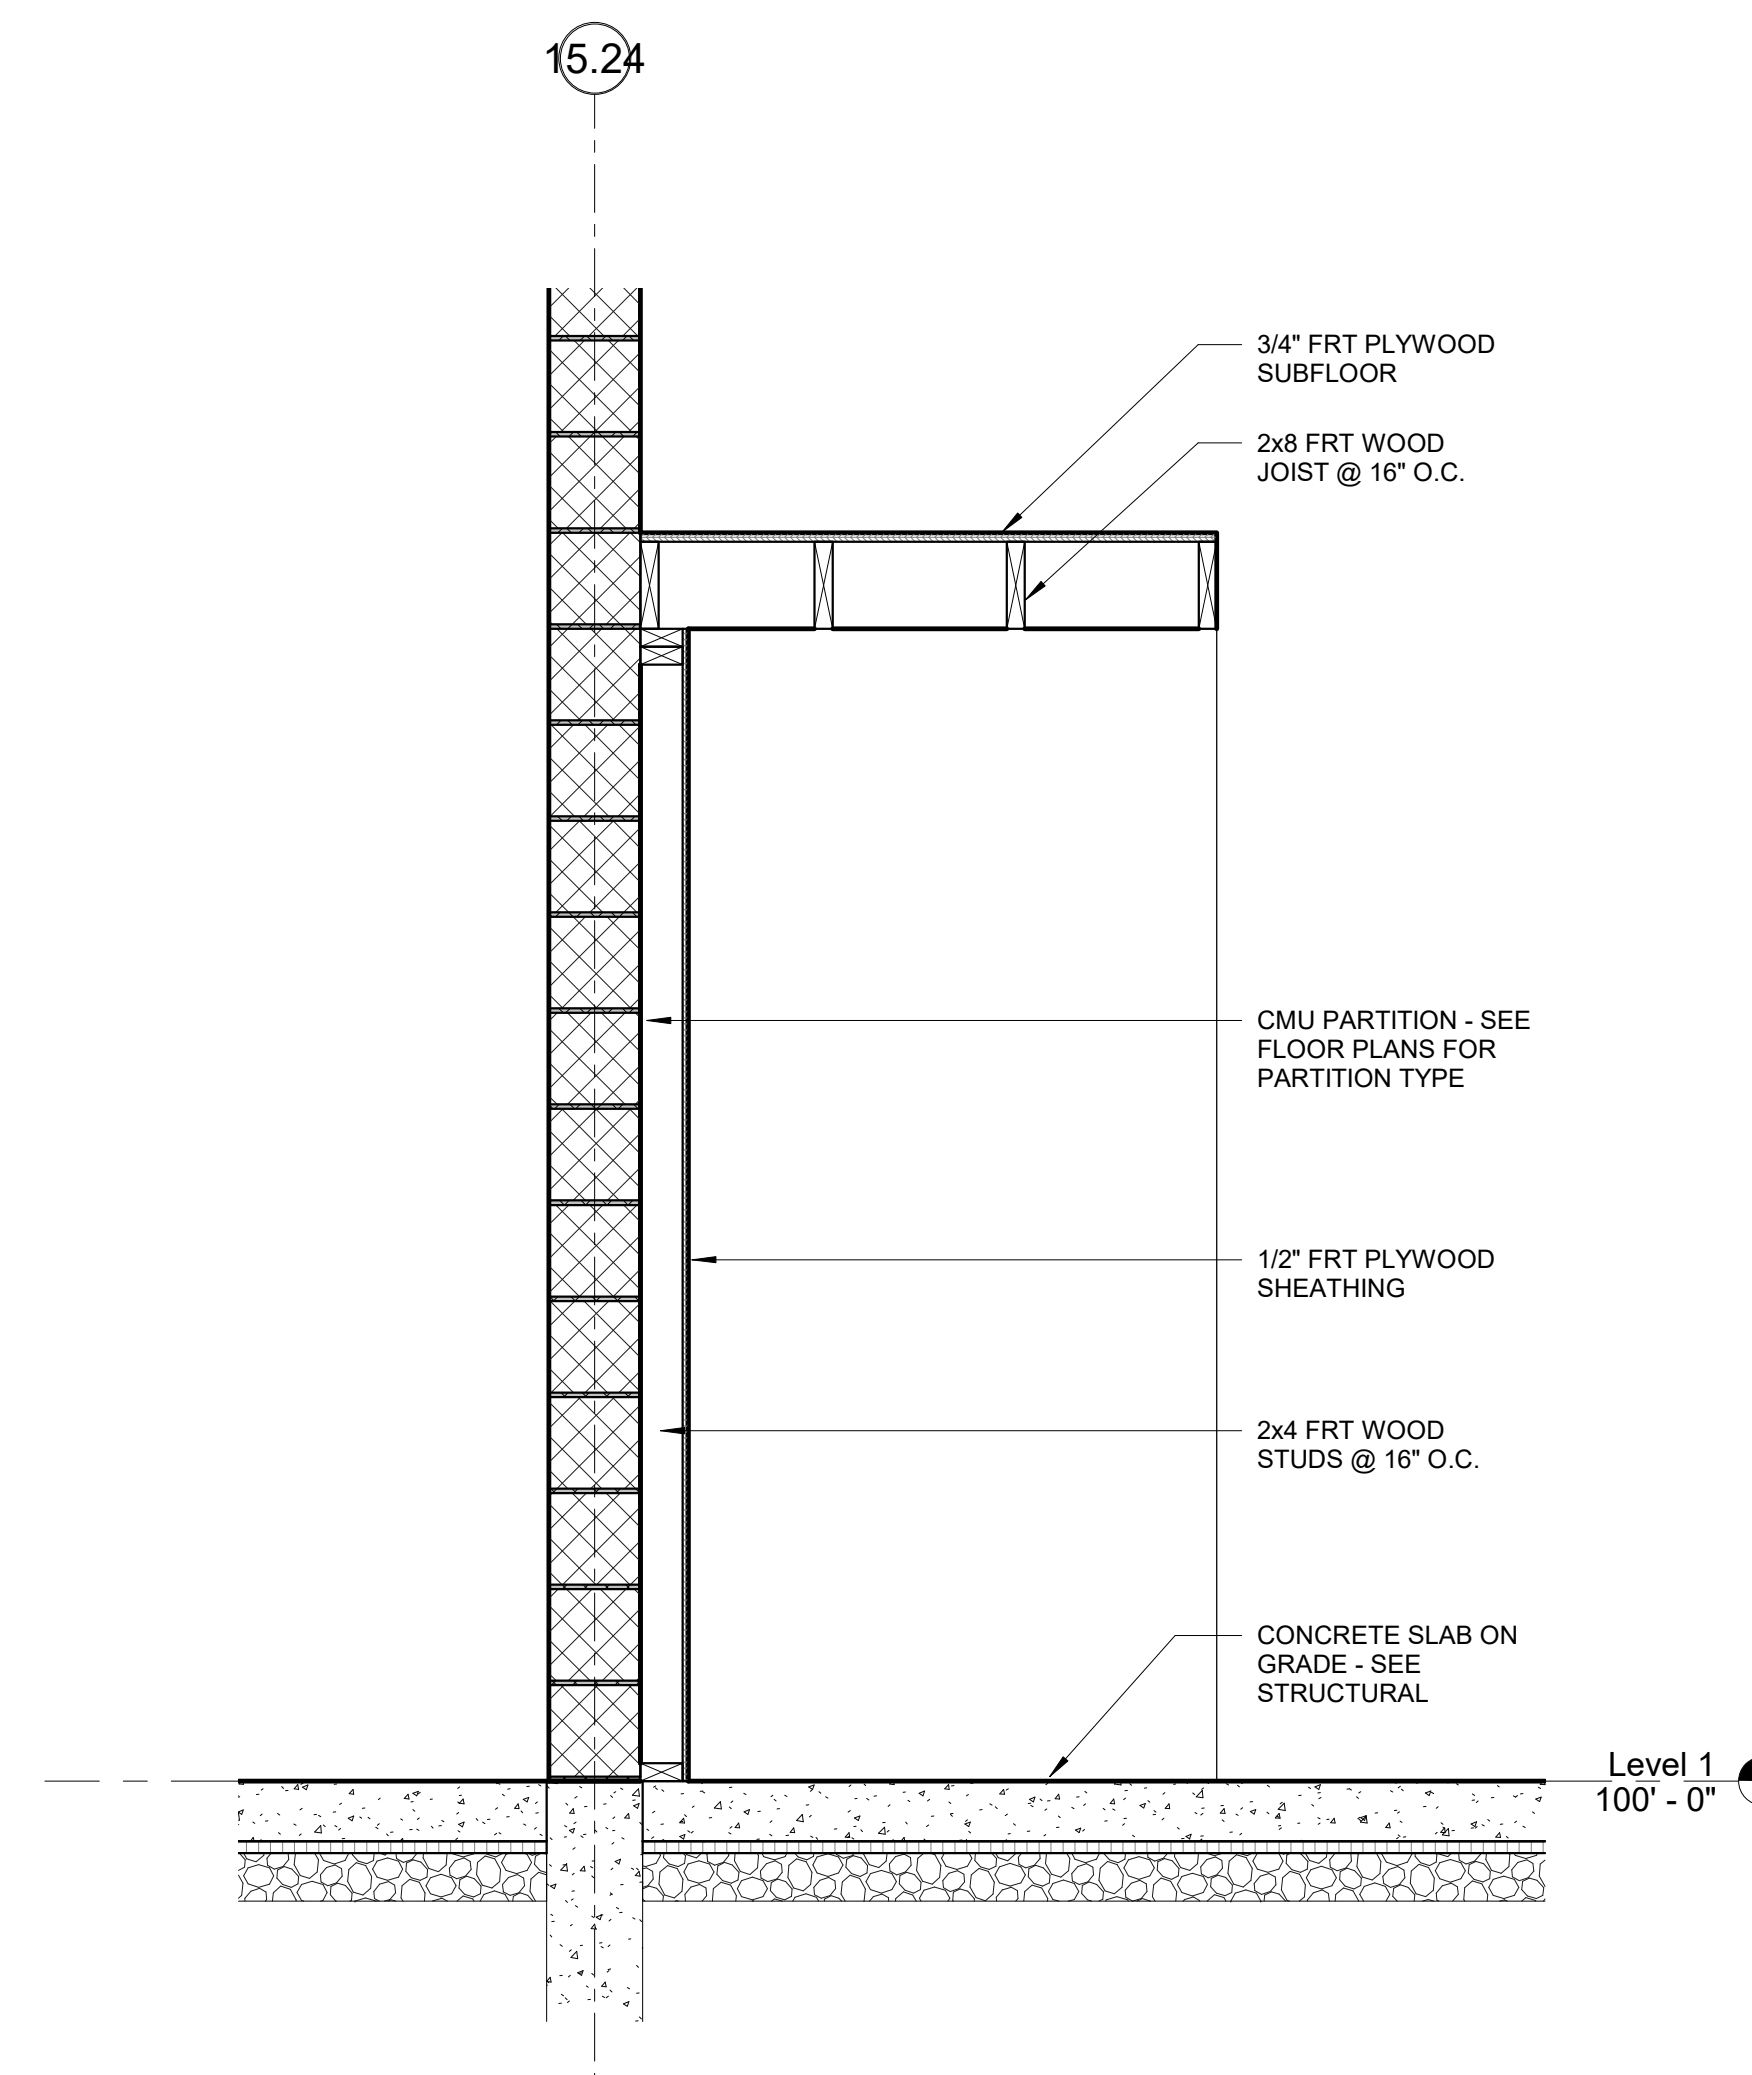 15.24
3/4" FRT PLYWOOD
SUBFLOOR
2x8 FRT WOOD
JOIST @ 16" O.C.
CMU PARTITION - SEE
FLOOR PLANS FOR
PARTITION TYPE
1/2" FRT PLYWOOD
SHEATHING
2x4 FRT WOOD
STUDS @ 16" O.C.
CONCRETE SLAB ON
GRADE - SEE
STRUCTURAL
Level 1
100' - 0"